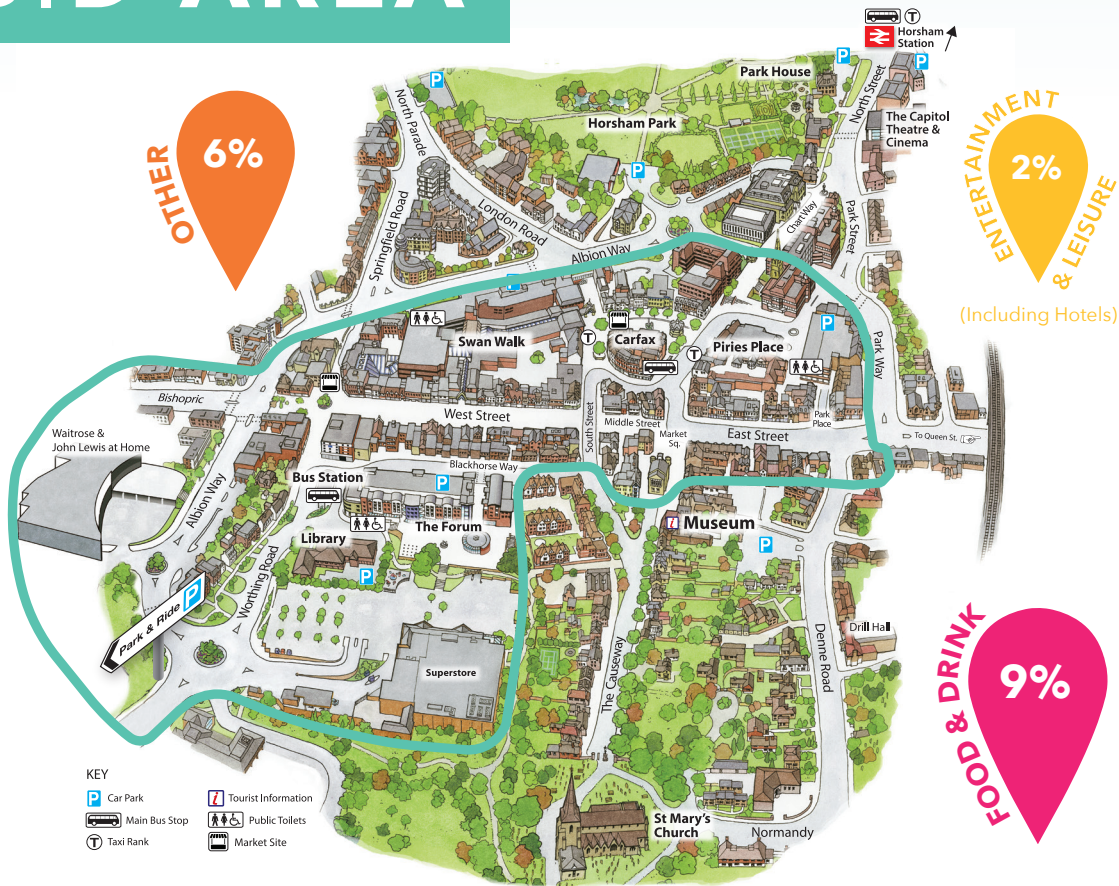 BID AREA
Horsham
Station
Park House
North Street
North Parade
Horsham Park
The Capitol
Theatre &
Cinema
OTHER
6%
ENTERTAINMENT
& LEISURE
2%
(Including Hotels)
London Road
Springfield Road
Albion Way
Chart Way
Park Street
Swan Walk
Carfax
Piries Place
Park Way
Bishopric
West Street
South Street
Middle Street
Market
Sq.
East Street
Park
Place
To Queen St.
Waitrose &
John Lewis at Home
Albion Way
Blackhorse Way
Bus Station
The Forum
Library
Museum
Worthing Road
Park & Ride P
Superstore
The Causeway
Denne Road
Drill Hall
FOOD & DRINK
9%
St Mary's
Church
Normandy
KEY
P Car Park
Main Bus Stop
T Taxi Rank
i Tourist Information
Public Toilets
Market Site